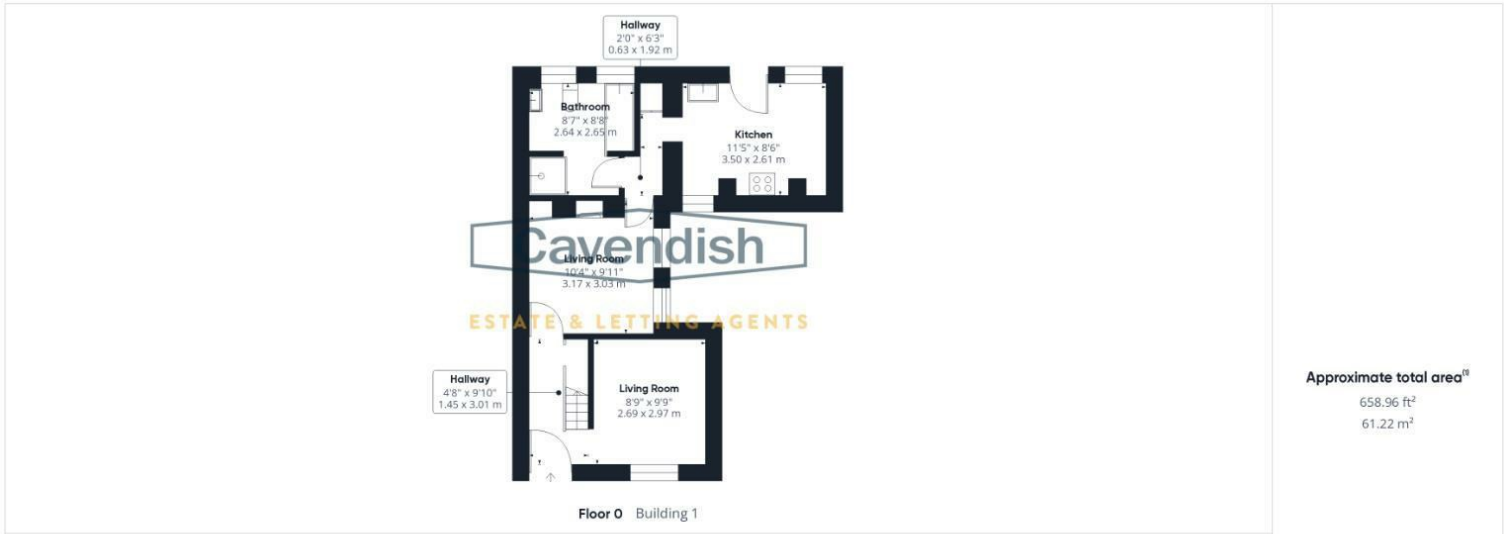 Hallway
2'0" x 6'3"
0.63 x 1.92 m
Bathroom
8'7" x 8'8"
2.64 x 2.65 m
Kitchen
11'5" x 8'6"
3.50 x 2.61 m
Cavendish
Living Room
10'4" x 9'11"
3.17 x 3.03 m
ESTATE & LETTING AGENTS
Hallway
4'8" x 9'10"
1.45 x 3.01 m
Living Room
8'9" x 9'9"
2.69 x 2.97 m
Approximate total area(1)
658.96 ft²
61.22 m²
Floor 0 Building 1